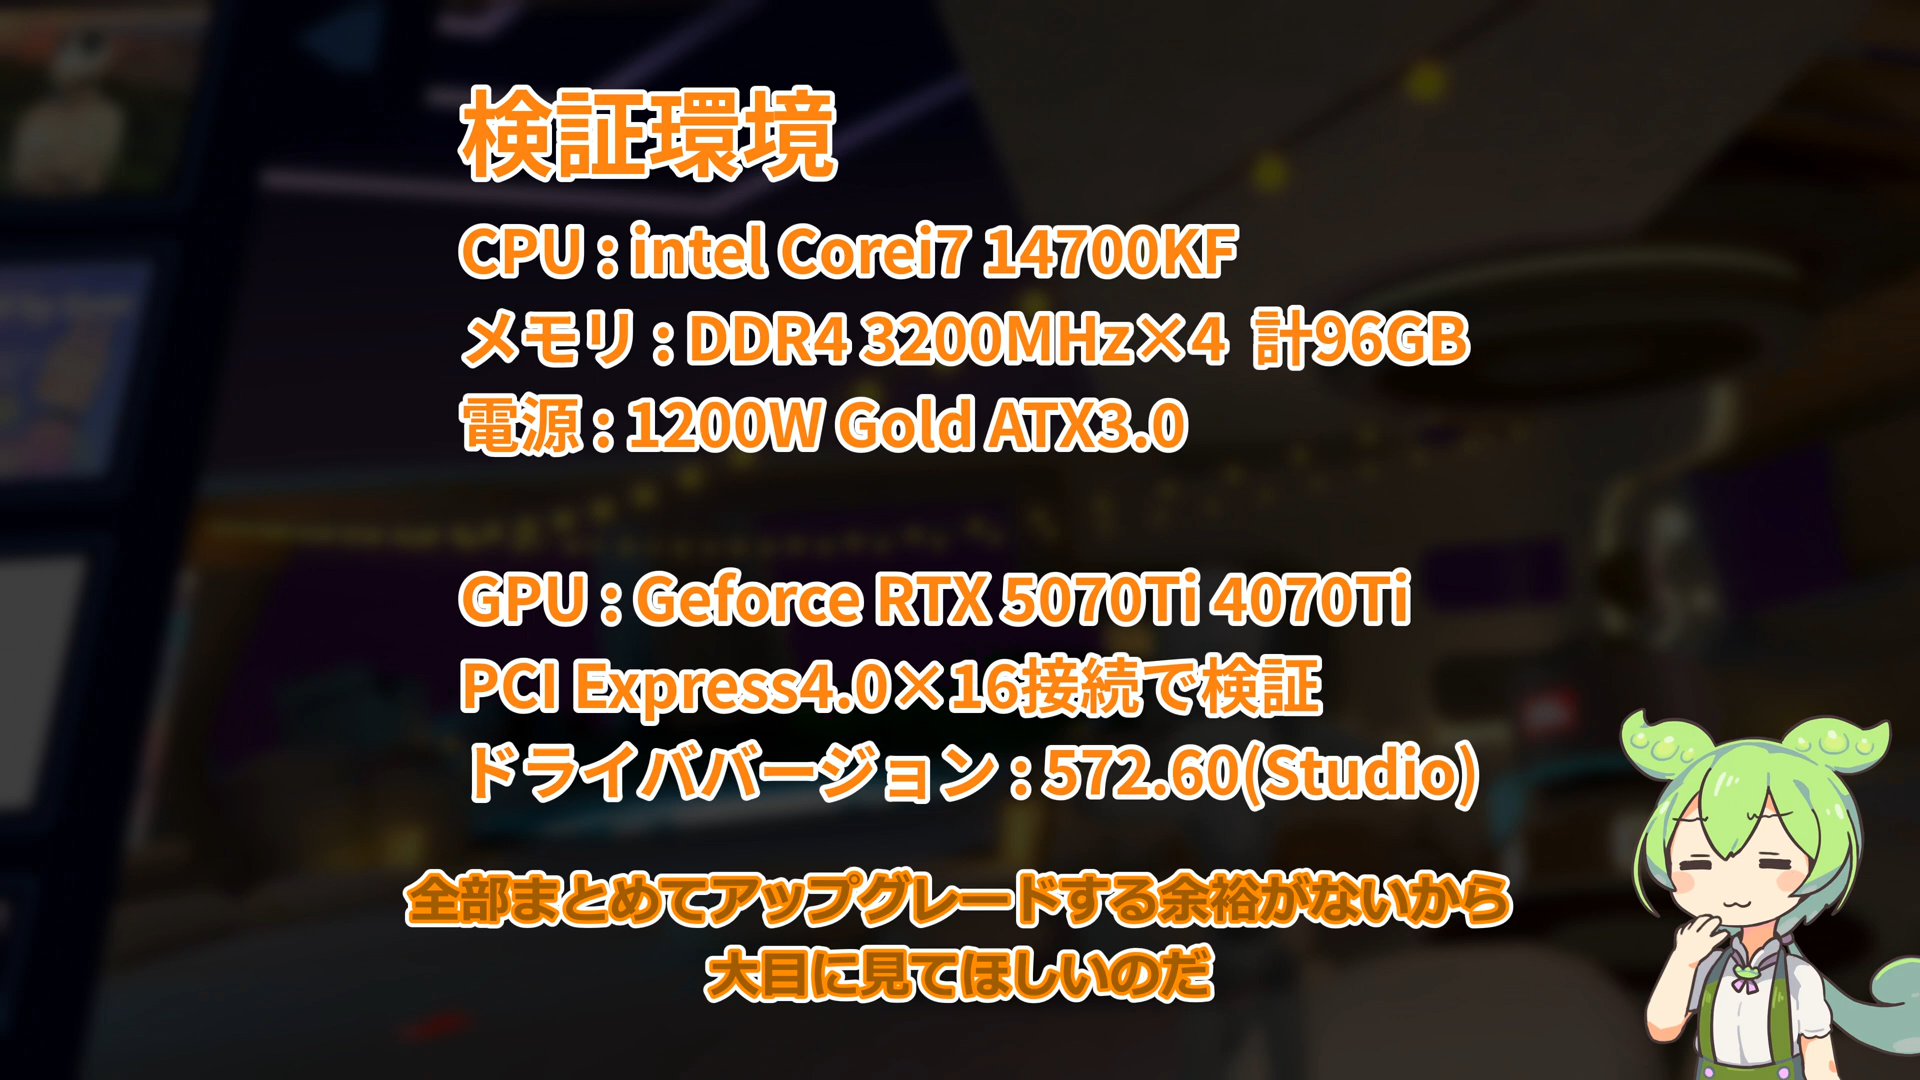 検証環境
CPU : intel Corei7 14700KF
メモリ : DDR4 3200MHz×4 計96GB
電源 : 1200W Gold ATX3.0
GPU : Geforce RTX 5070Ti 4070Ti
PCI Express4.0×16接続で検証
ドライババージョン : 572.60(Studio)
全部まとめてアップグレードする余裕がないから
大目に見てほしいのだ